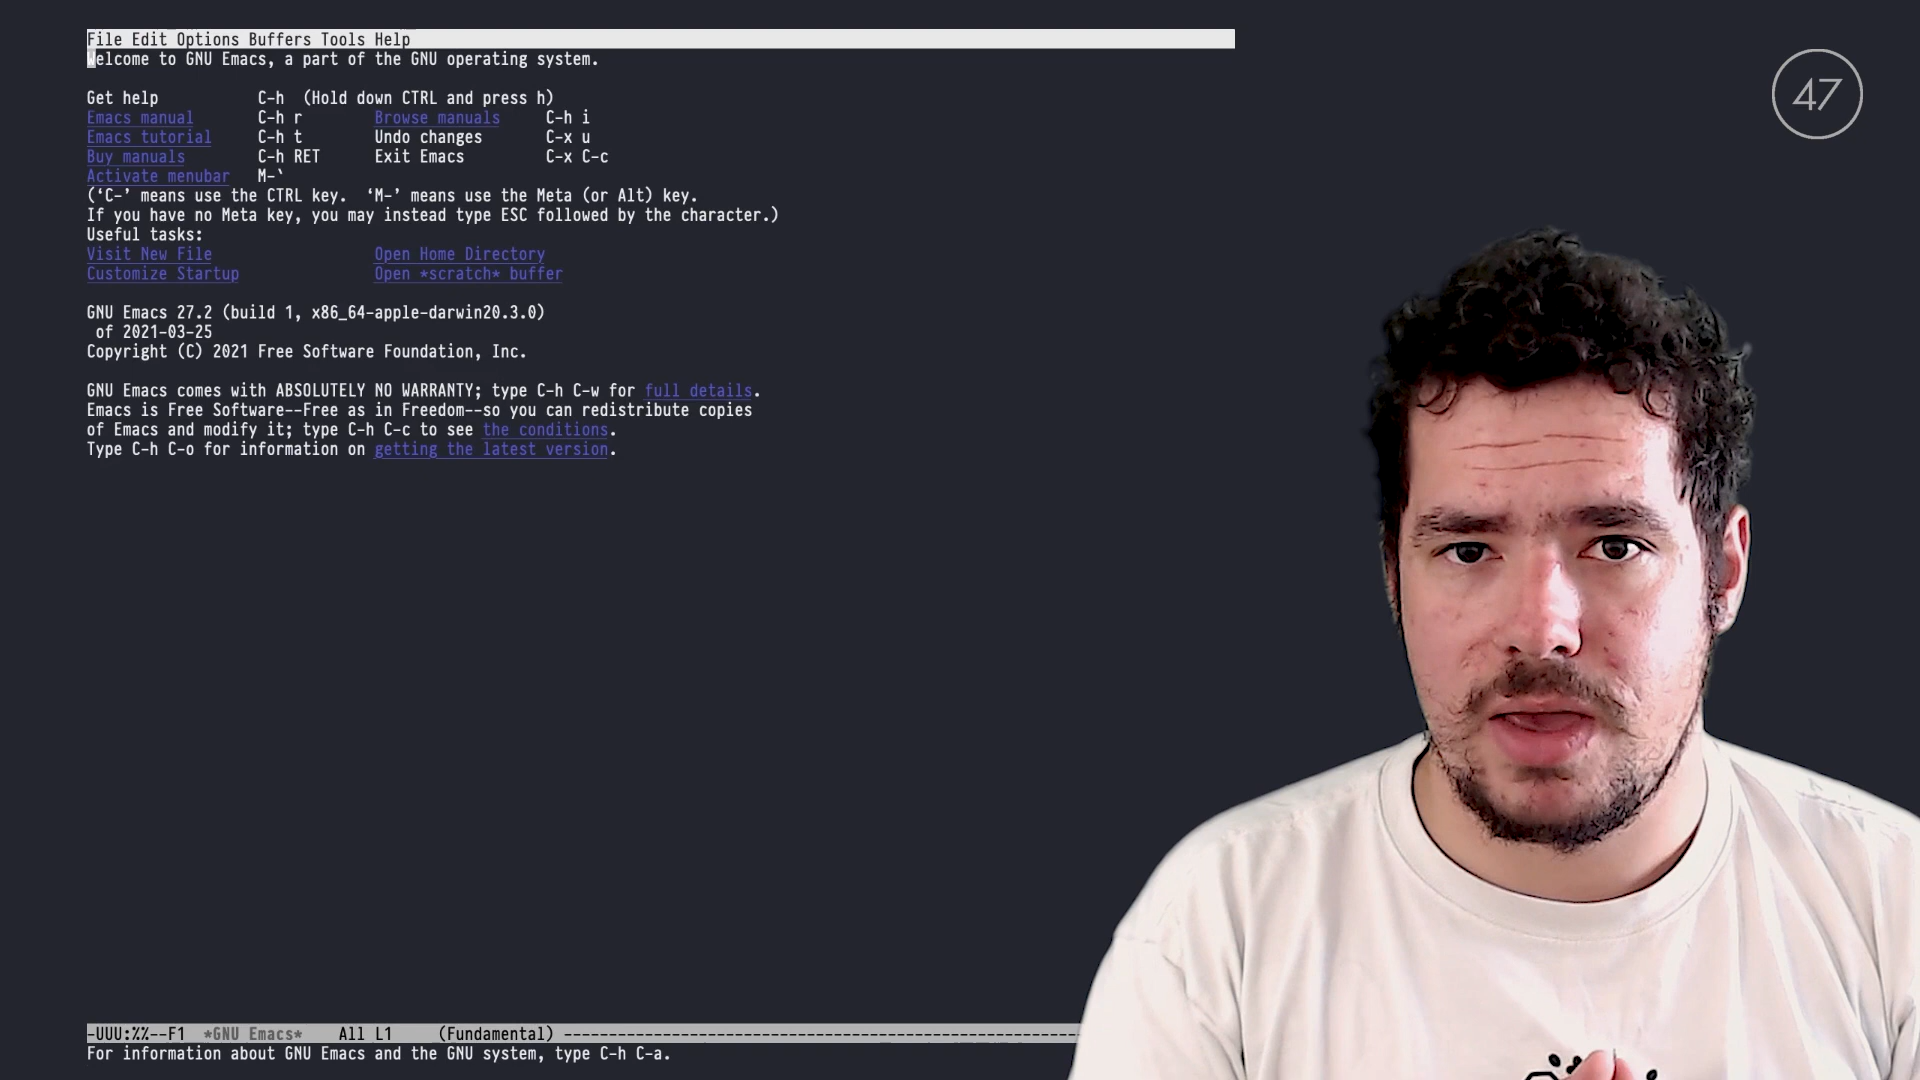 File Edit Options Buffers Tools Help
Welcome to GNU Emacs, a part of the GNU operating system.
47
Get help C-h (Hold down CTRL and press h)
Emacs manual C-h r Browse manuals C-h i
Emacs tutorial C-h t Undo changes C-x u
Buy manuals C-h RET Exit Emacs C-x C-c
Activate menubar M-`
(‘C-’ means use the CTRL key. ‘M-’ means use the Meta (or Alt) key.
If you have no Meta key, you may instead type ESC followed by the character.)
Useful tasks:
Visit New File Open Home Directory
Customize Startup Open *scratch* buffer
GNU Emacs 27.2 (build 1, x86_64-apple-darwin20.3.0)
of 2021-03-25
Copyright (C) 2021 Free Software Foundation, Inc.
GNU Emacs comes with ABSOLUTELY NO WARRANTY; type C-h C-w for full details.
Emacs is Free Software--Free as in Freedom--so you can redistribute copies
of Emacs and modify it; type C-h C-c to see the conditions.
Type C-h C-o for information on getting the latest version.
-UUU:%%--F1 *GNU Emacs* All L1 (Fundamental) ---------------------------------------------------------
For information about GNU Emacs and the GNU system, type C-h C-a.